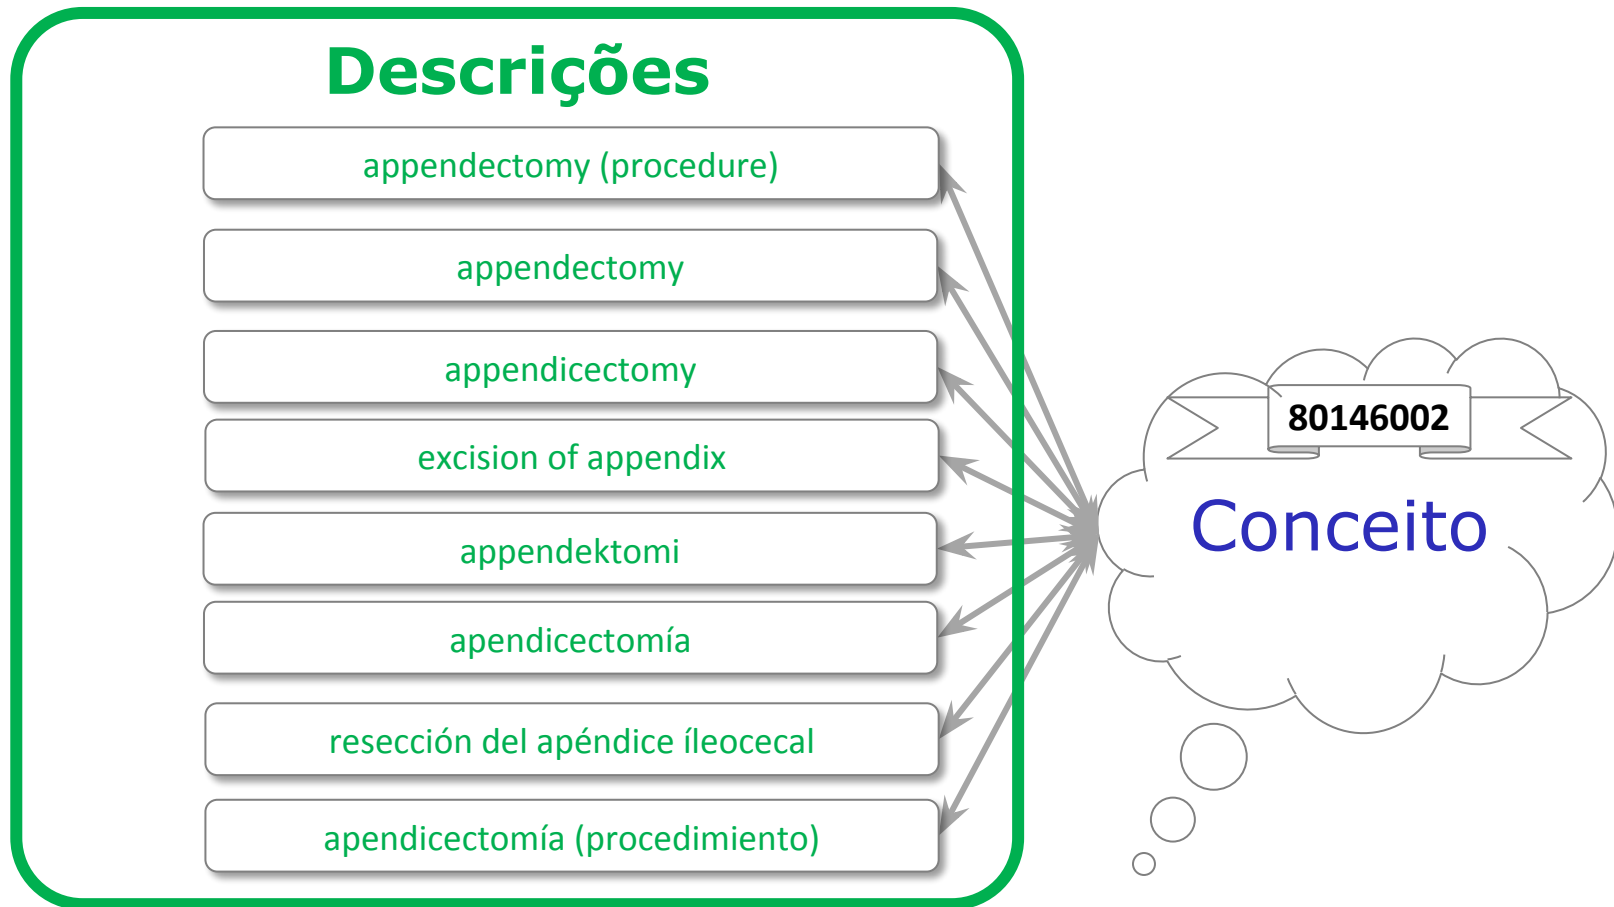 Descrições
appendectomy (procedure)
appendectomy
appendicectomy
excision of appendix
appendektomi
apendicectomía
resección del apéndice íleocecal
apendicectomía (procedimiento)
80146002
Conceito